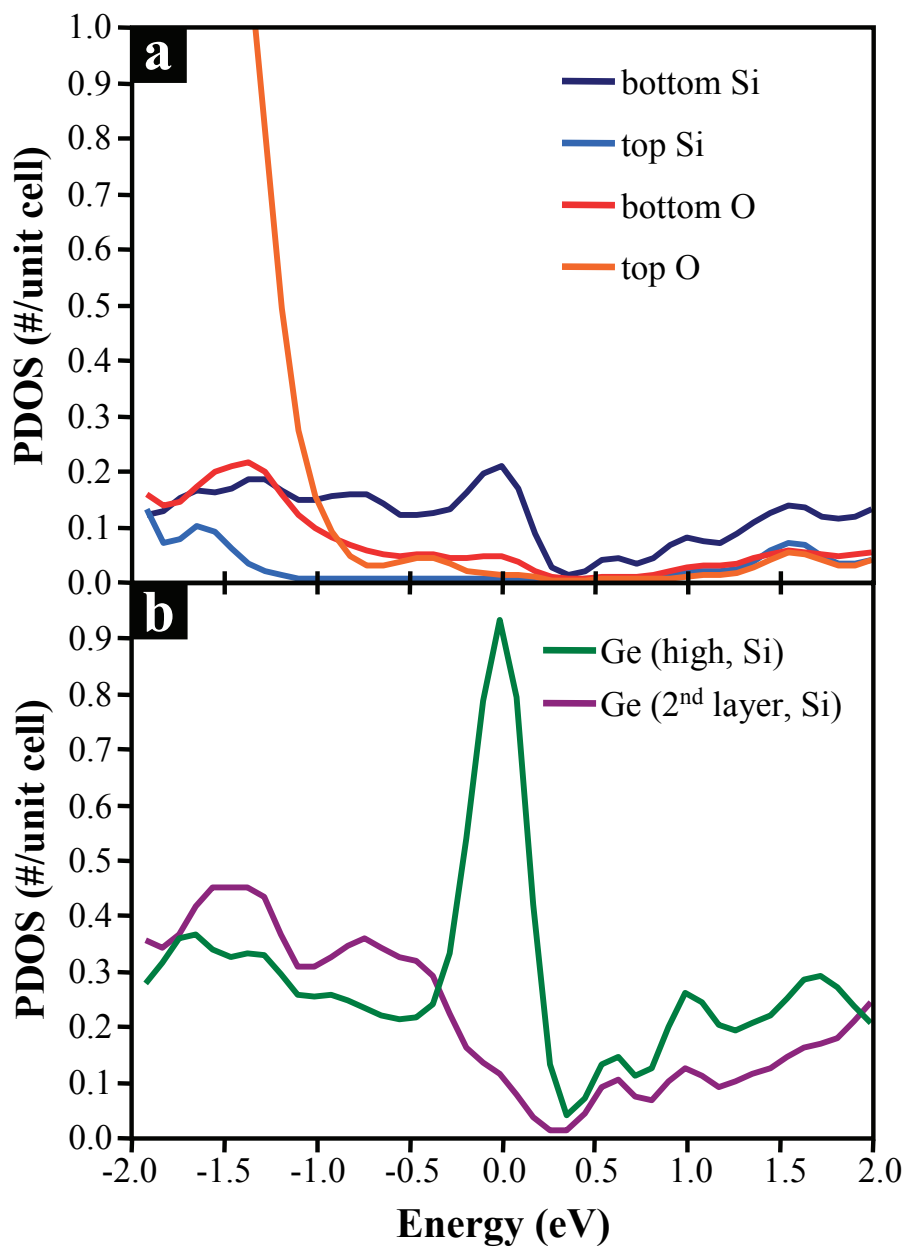 a
PDOS (#/unit cell)
1.0
0.9
0.8
0.7
0.6
0.5
0.4
0.3
0.2
0.1
0.0
bottom Si
top Si
bottom O
top O
b
PDOS (#/unit cell)
0.9
0.8
0.7
0.6
0.5
0.4
0.3
0.2
0.1
0.0
Ge (high, Si)
Ge (2nd layer, Si)
-2.0 -1.5 -1.0 -0.5 0.0 0.5 1.0 1.5 2.0
Energy (eV)